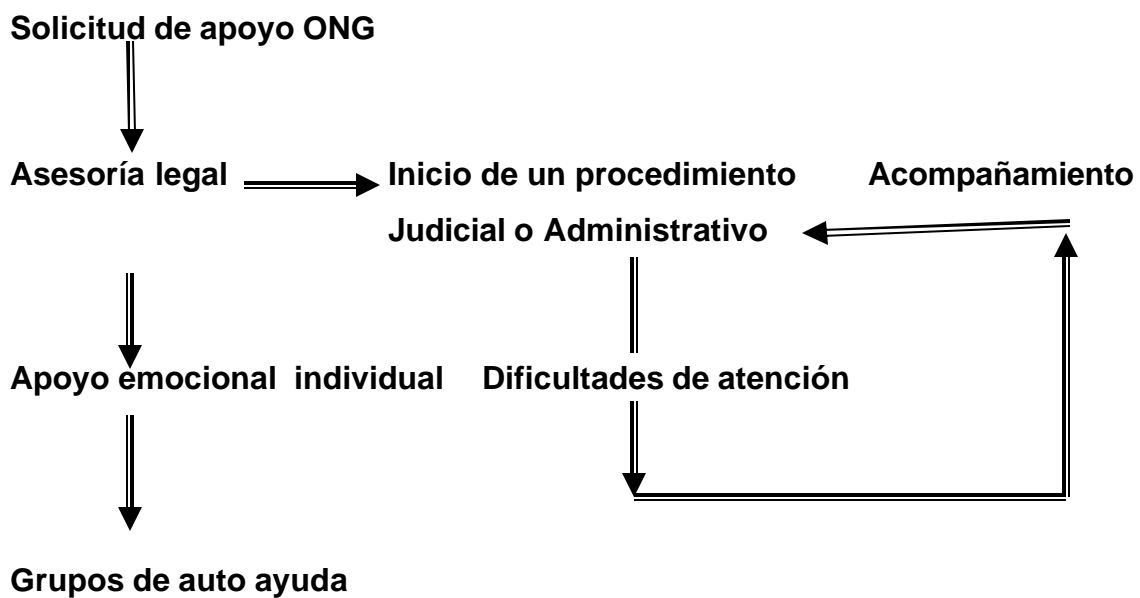 Solicitud de apoyo ONG
Asesoría legal
Inicio de un procedimiento
Judicial o Administrativo
Acompañamiento
Apoyo emocional individual
Dificultades de atención
Grupos de auto ayuda